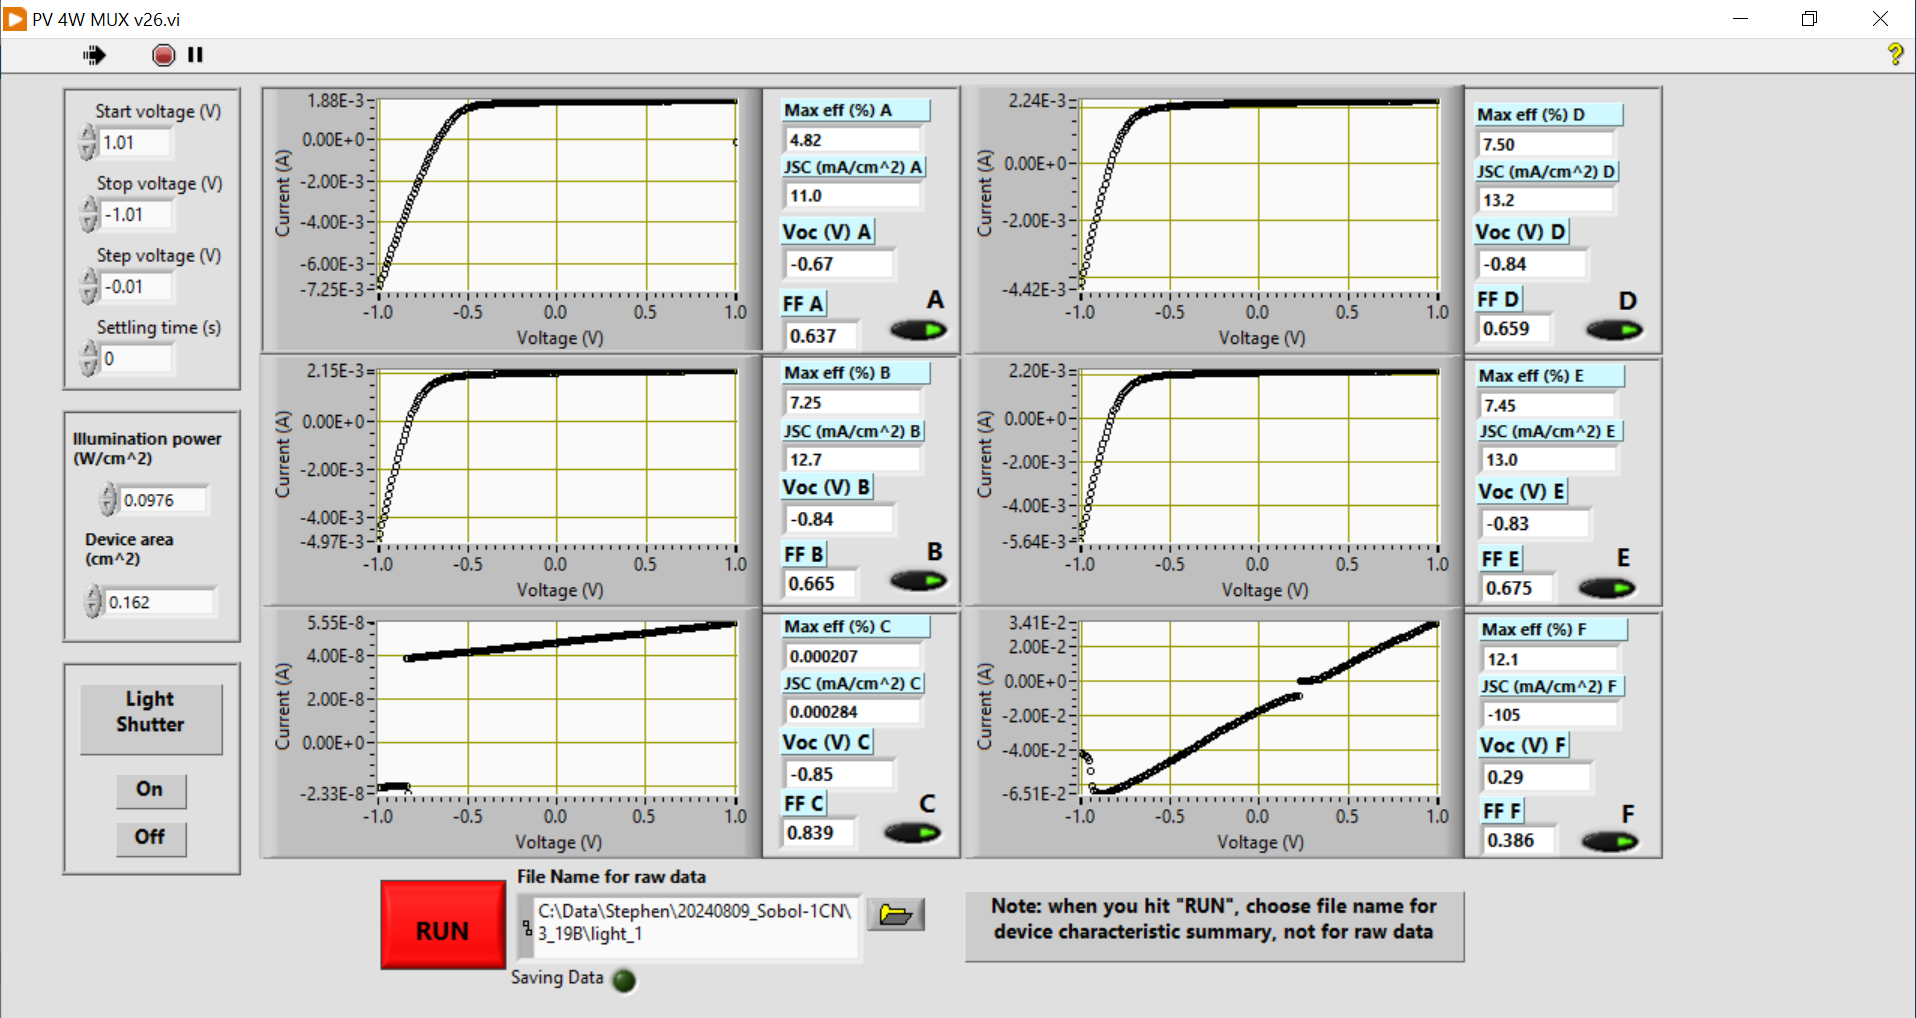 PV 4W MUX v26.vi
Start voltage (V)
1.01
Stop voltage (V)
-1.01
Step voltage (V)
-0.01
Settling time (s)
0
Illumination power
(W/cm^2)
0.0976
Device area
(cm^2)
0.162
Light
Shutter
On
Off
1.88E-3
0.00E+0
-2.00E-3
-4.00E-3
-6.00E-3
-7.25E-3
Current (A)
-1.0 -0.5 0.0 0.5 1.0
Voltage (V)
Max eff (%) A
4.82
JSC (mA/cm^2) A
11.0
Voc (V) A
-0.67
FF A
0.637
A
2.24E-3
0.00E+0
-2.00E-3
-4.42E-3
Current (A)
-1.0 -0.5 0.0 0.5 1.0
Voltage (V)
Max eff (%) D
7.50
JSC (mA/cm^2) D
13.2
Voc (V) D
-0.84
FF D
0.659
D
2.15E-3
0.00E+0
-2.00E-3
-4.00E-3
-4.97E-3
Current (A)
-1.0 -0.5 0.0 0.5 1.0
Voltage (V)
Max eff (%) B
7.25
JSC (mA/cm^2) B
12.7
Voc (V) B
-0.84
FF B
0.665
B
2.20E-3
0.00E+0
-2.00E-3
-4.00E-3
-5.64E-3
Current (A)
-1.0 -0.5 0.0 0.5 1.0
Voltage (V)
Max eff (%) E
7.45
JSC (mA/cm^2) E
13.0
Voc (V) E
-0.83
FF E
0.675
E
5.55E-8
4.00E-8
2.00E-8
0.00E+0
-2.33E-8
Current (A)
-1.0 -0.5 0.0 0.5 1.0
Voltage (V)
Max eff (%) C
0.000207
JSC (mA/cm^2) C
0.000284
Voc (V) C
-0.85
FF C
0.839
C
3.41E-2
2.00E-2
0.00E+0
-2.00E-2
-4.00E-2
-6.51E-2
Current (A)
-1.0 -0.5 0.0 0.5 1.0
Voltage (V)
Max eff (%) F
12.1
JSC (mA/cm^2) F
-105
Voc (V) F
0.29
FF F
0.386
F
RUN
File Name for raw data
C:\Data\Stephen\20240809_Sobol-1CN\
3_19B\light_1
Saving Data
Note: when you hit "RUN", choose file name for
device characteristic summary, not for raw data